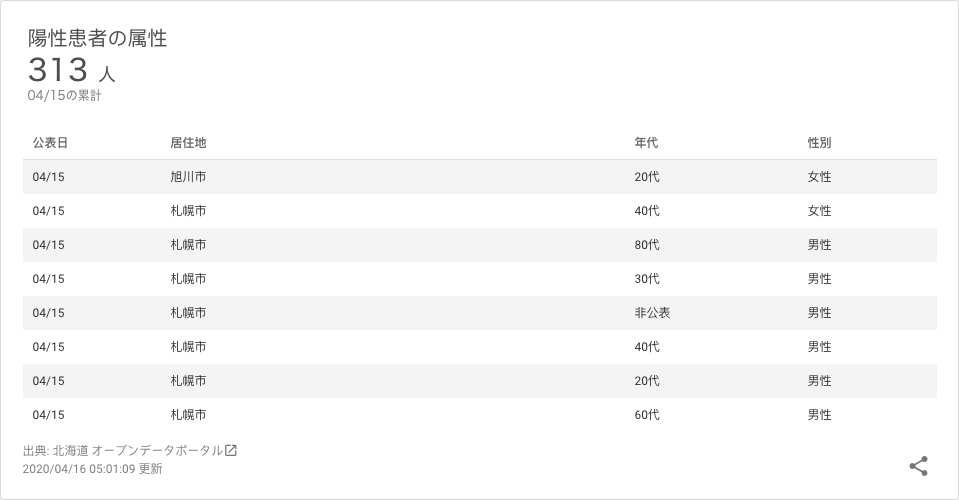 陽性患者の属性
313 人
04/15の累計
公表日 居住地 年代 性別
04/15 旭川市 20代 女性
04/15 札幌市 40代 女性
04/15 札幌市 80代 男性
04/15 札幌市 30代 男性
04/15 札幌市 非公表 男性
04/15 札幌市 40代 男性
04/15 札幌市 20代 男性
04/15 札幌市 60代 男性
出典: 北海道 オープンデータポータル
2020/04/16 05:01:09 更新